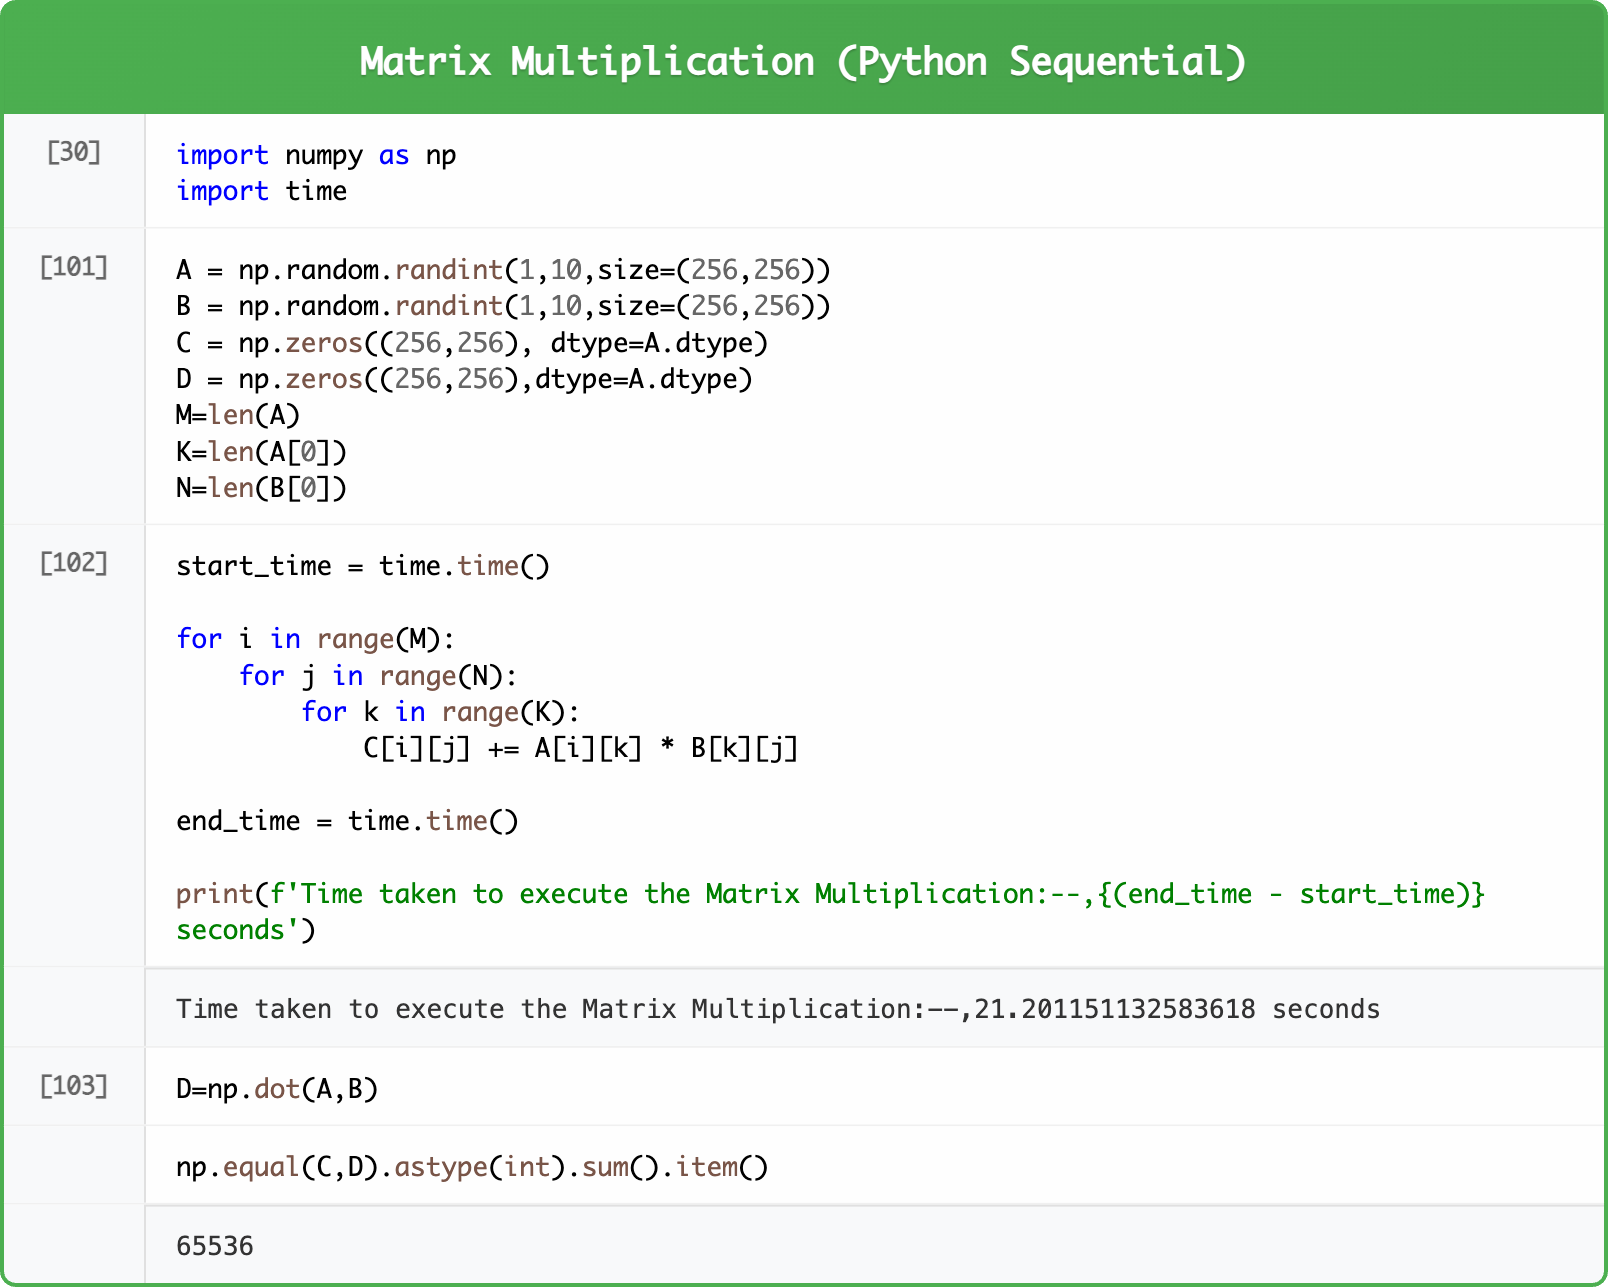 Matrix Multiplication (Python Sequential)
[30]
import numpy as np
import time
[101]
A = np.random.randint(1,10,size=(256,256))
B = np.random.randint(1,10,size=(256,256))
C = np.zeros((256,256), dtype=A.dtype)
D = np.zeros((256,256),dtype=A.dtype)
M=len(A)
K=len(A[0])
N=len(B[0])
[102]
start_time = time.time()
for i in range(M):
    for j in range(N):
        for k in range(K):
            C[i][j] += A[i][k] * B[k][j]
end_time = time.time()
print(f'Time taken to execute the Matrix Multiplication:--,{(end_time - start_time)}
seconds')
Time taken to execute the Matrix Multiplication:--,21.201151132583618 seconds
[103]
D=np.dot(A,B)
np.equal(C,D).astype(int).sum().item()
65536